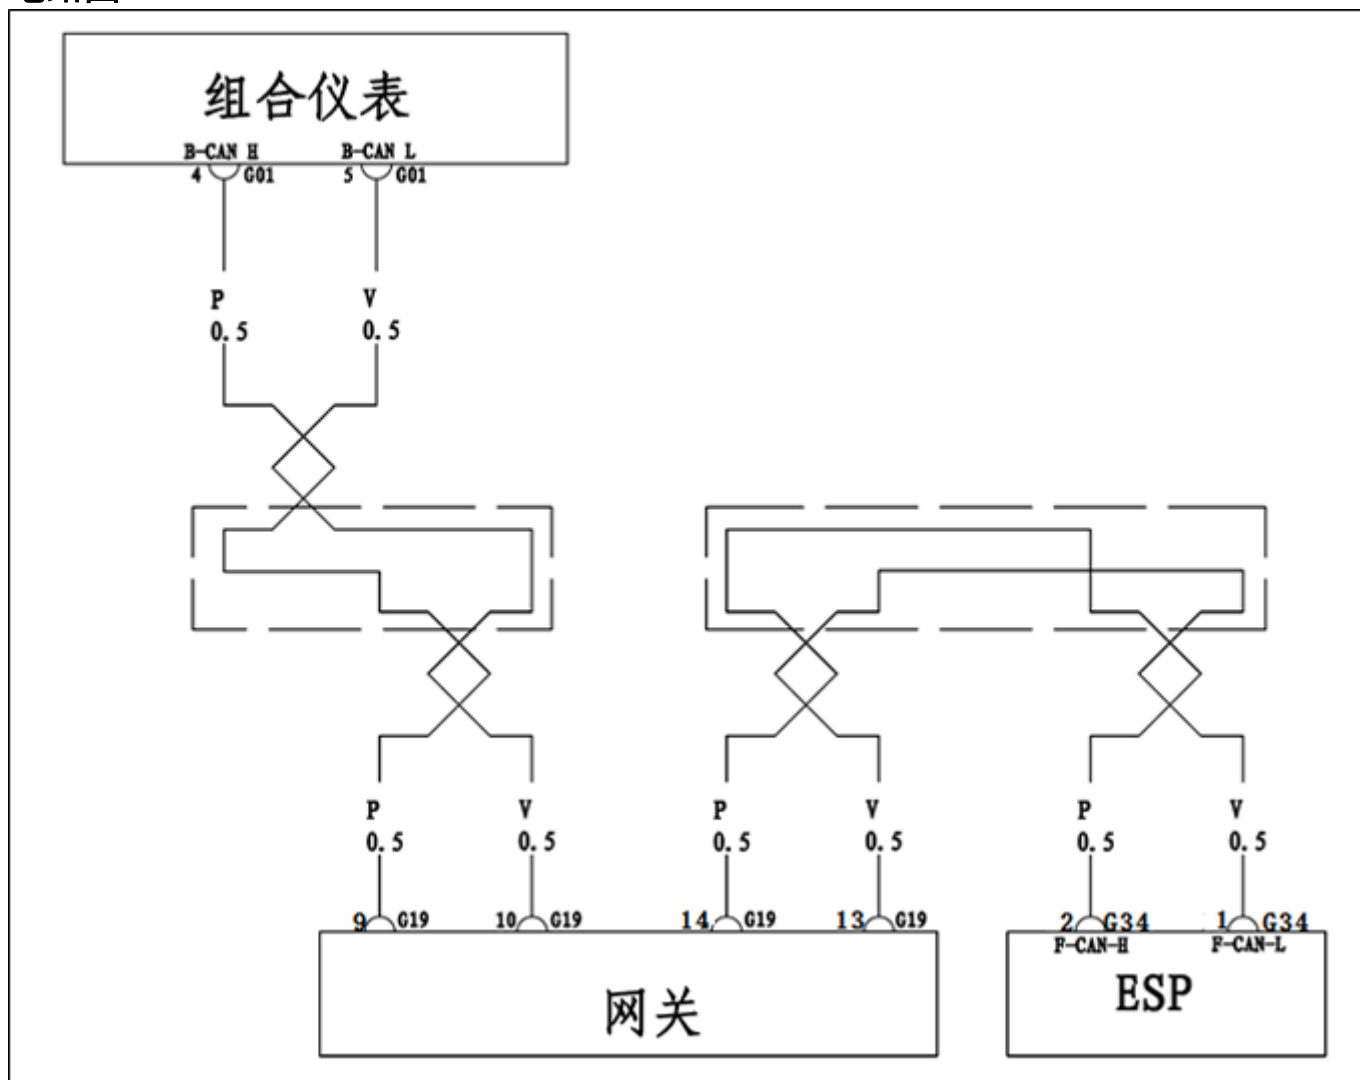 组合仪表
B-CAN H B-CAN L
4 G01 5 G01
P V
0.5 0.5
P V P V P V
0.5 0.5 0.5 0.5 0.5 0.5
9 G19 10 G19 14 G19 13 G19 2 G34 1 G34
F-CAN-H F-CAN-L
网关 ESP